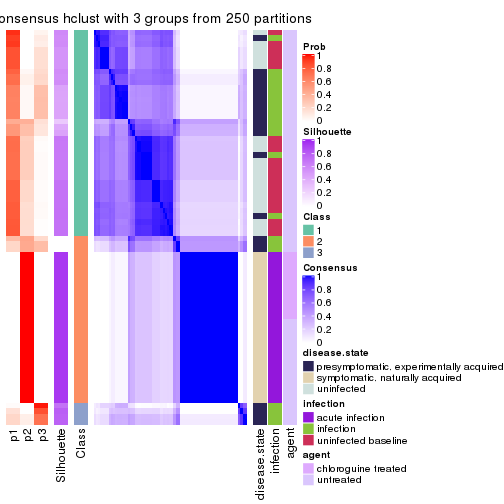 onsensus hclust with 3 groups from 250 partitions
Prob
1
0.8
0.6
0.4
0.2
0
Silhouette
1
0.8
0.6
0.4
0.2
0
Class
1
2
3
Consensus
1
0.8
0.6
0.4
0.2
0
disease.state
presymptomatic, experimentally acquired
symptomatic, naturally acquired
uninfected
infection
acute infection
infection
uninfected baseline
agent
chloroguine treated
untreated
p1
p2
p3
Silhouette
Class
disease.state
infection
agent